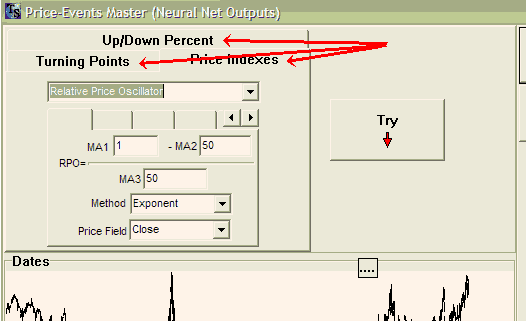 Price-Events Master (Neural Net Outputs)
Up/Down Percent
Turning Points Price Indexes
Relative Price Oscillator
Try
MA1 1 - MA2 50
RPO=
MA3 50
Method Exponent
Price Field Close
Dates
....